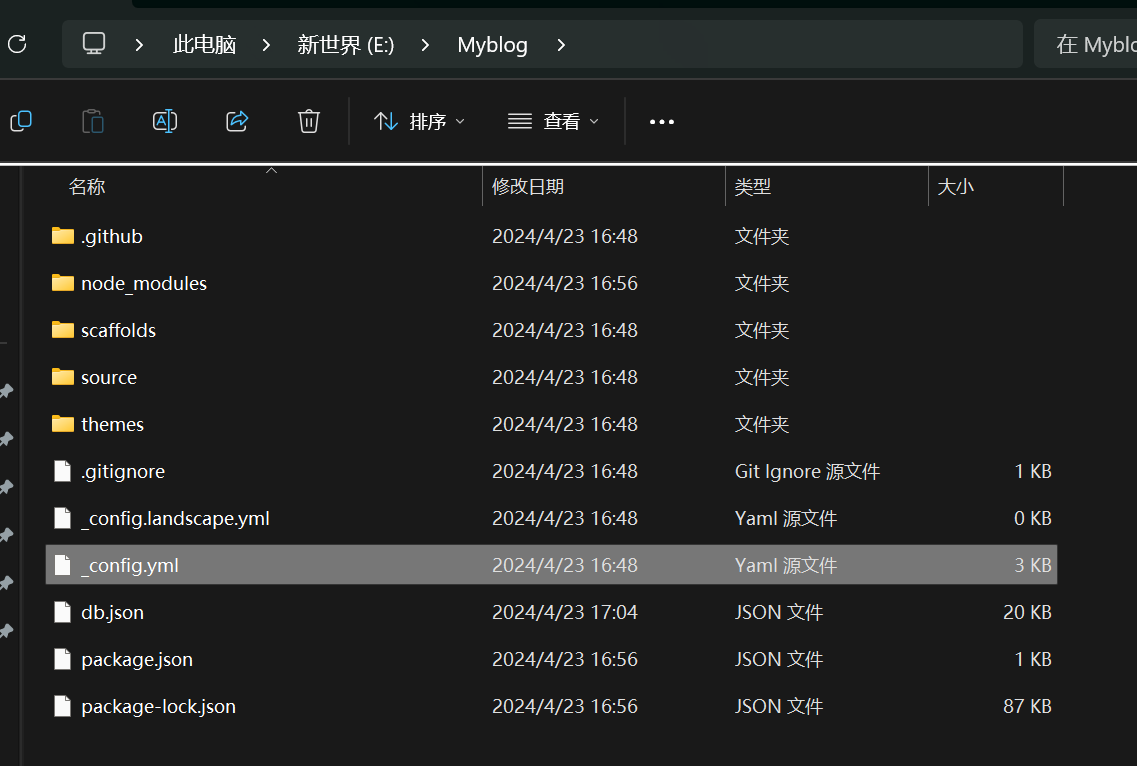 此电脑 新世界 (E:) Myblog 在 Myblo
排序 查看
名称 修改日期 类型 大小
.github 2024/4/23 16:48 文件夹
node_modules 2024/4/23 16:56 文件夹
scaffolds 2024/4/23 16:48 文件夹
source 2024/4/23 16:48 文件夹
themes 2024/4/23 16:48 文件夹
.gitignore 2024/4/23 16:48 Git Ignore 源文件 1 KB
_config.landscape.yml 2024/4/23 16:48 Yaml 源文件 0 KB
_config.yml 2024/4/23 16:48 Yaml 源文件 3 KB
db.json 2024/4/23 17:04 JSON 文件 20 KB
package.json 2024/4/23 16:56 JSON 文件 1 KB
package-lock.json 2024/4/23 16:56 JSON 文件 87 KB